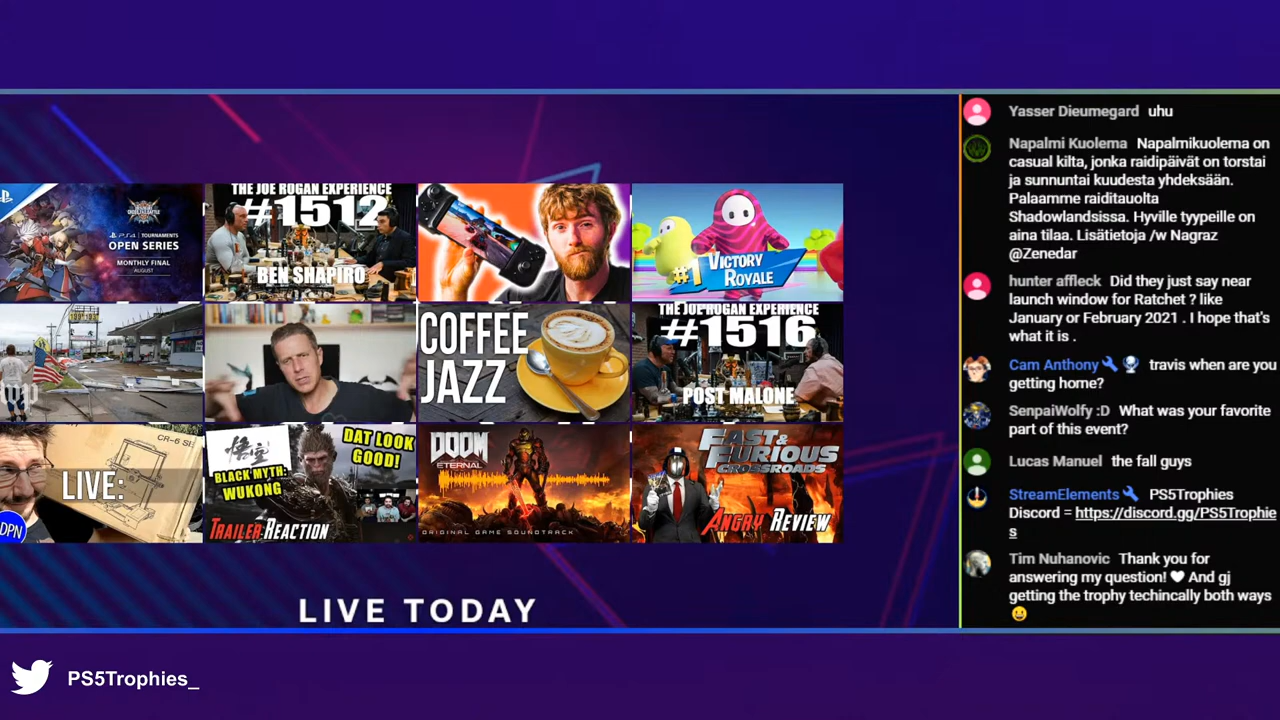 PS4 TOURNAMENTS
OPEN SERIES
MONTHLY FINAL
AUGUST
THE JOE ROGAN EXPERIENCE
#1512
BEN SHAPIRO
#1 VICTORY
ROYALE
COFFEE
JAZZ
THE JOE ROGAN EXPERIENCE
#1516
POST MALONE
CR-6 SE
LIVE:
DPN
悟空
BLACK MYTH:
WUKONG
DAT LOOK
GOOD!
TRAILER REACTION
DOOM
ETERNAL
ORIGINAL GAME SOUNDTRACK
FAST &
FURIOUS
CROSSROADS
ANGRY REVIEW
LIVE TODAY
Yasser Dieumegard uhu
Napalmi Kuolema Napalmikuolema on
casual kilta, jonka raidipäivät on torstai
ja sunnuntai kuudesta yhdeksään.
Palaamme raiditauolta
Shadowlandsissa. Hyville tyypeille on
aina tilaa. Lisätietoja /w Nagraz
@Zenedar
hunter affleck Did they just say near
launch window for Ratchet ? like
January or February 2021 . I hope that's
what it is .
Cam Anthony travis when are you
getting home?
SenpaiWolfy :D What was your favorite
part of this event?
Lucas Manuel the fall guys
StreamElements PS5Trophies
Discord = https://discord.gg/PS5Trophie
s
Tim Nuhanovic Thank you for
answering my question! ♥ And gj
getting the trophy techincally both ways
😀
PS5Trophies_